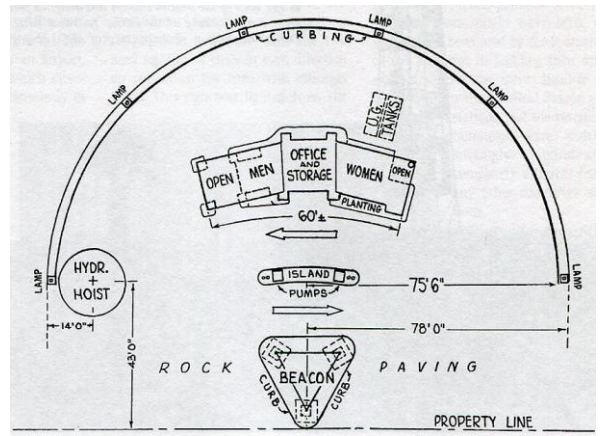 LAMP
LAMP
CURBING
LAMP
LAMP
U.G.
TANKS
OPEN
MEN
OFFICE
AND
STORAGE
WOMEN
OPEN
PLANTING
60'±
LAMP
HYDR.
HOIST
ISLAND
PUMPS
75'6"
LAMP
14'0"
78'0"
43'0"
ROCK PAVING
BEACON
CURB
CURB
PROPERTY LINE